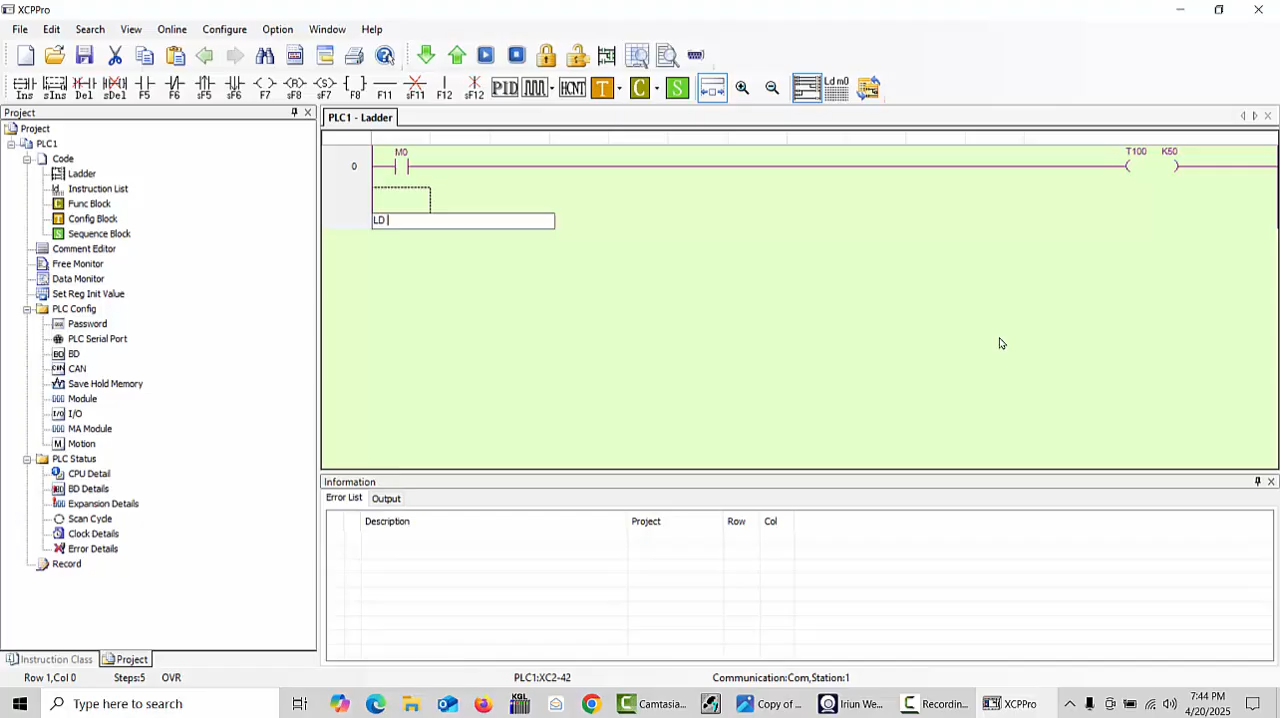 XCPPro
File Edit Search View Online Configure Option Window Help
Ins sIns Del sDel F5 F6 sF5 sF6 F7 sF8 sF7 F8 F11 sF11 F12 sF12 PID HCNT T C S Ld m0
Project
PLC1 - Ladder
Project
PLC1
Code
Ladder
Instruction List
Func Block
Config Block
Sequence Block
Comment Editor
Free Monitor
Data Monitor
Set Reg Init Value
PLC Config
Password
PLC Serial Port
BD
CAN
Save Hold Memory
Module
I/O
MA Module
Motion
PLC Status
CPU Detail
BD Details
Expansion Details
Scan Cycle
Clock Details
Error Details
Record
M0 T100 K50
0
LD
Information
Error List Output
Description Project Row Col
Instruction Class Project
Row 1,Col 0 Steps:5 OVR PLC1:XC2-42 Communication:Com,Station:1
Type here to search
KGL
Camtasia...
Copy of ...
Iriun We...
Recordin...
XCPPro
7:44 PM
4/20/2025